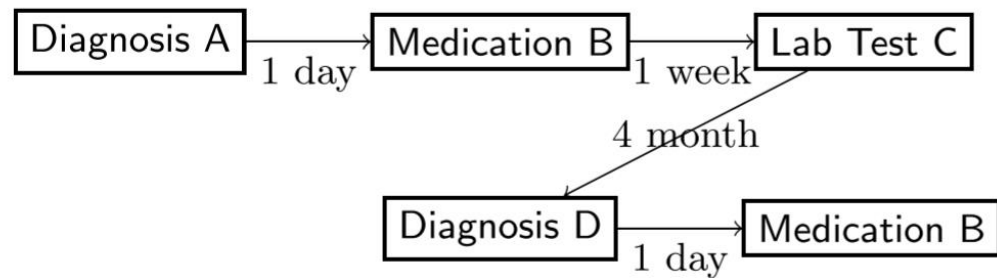 Diagnosis A
1 day
Medication B
1 week
Lab Test C
4 month
Diagnosis D
1 day
Medication B